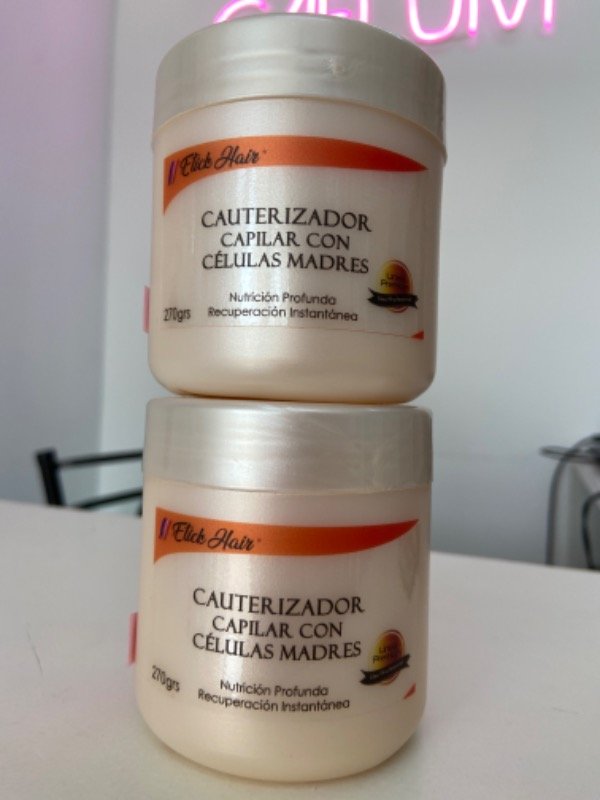 Elick Hair
CAUTERIZADOR
CAPILAR CON
CÉLULAS MADRES
Nutrición Profunda
270grs Recuperación Instantánea
Elick Hair
CAUTERIZADOR
CAPILAR CON
CÉLULAS MADRES
270grs Nutrición Profunda
Recuperación Instantánea